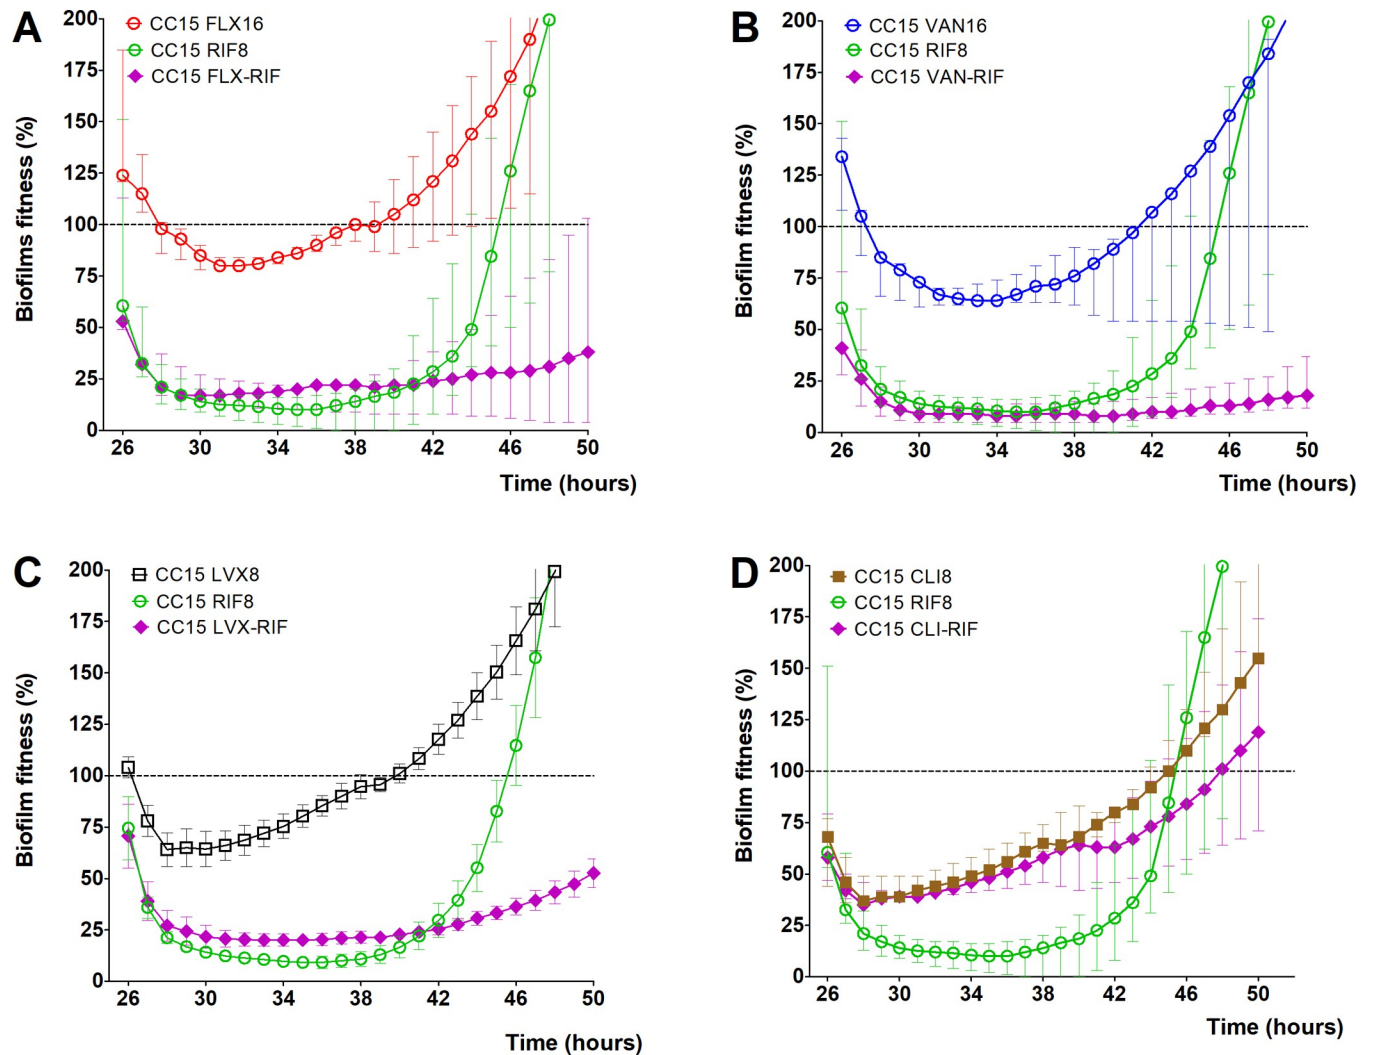 A
Biofilms fitness (%)
CC15 FLX16
CC15 RIF8
CC15 FLX-RIF
200
175
150
125
100
75
50
25
0
26 30 34 38 42 46 50
Time (hours)
B
Biofilm fitness (%)
CC15 VAN16
CC15 RIF8
CC15 VAN-RIF
200
175
150
125
100
75
50
25
0
26 30 34 38 42 46 50
Time (hours)
C
Biofilm fitness (%)
CC15 LVX8
CC15 RIF8
CC15 LVX-RIF
200
175
150
125
100
75
50
25
0
26 30 34 38 42 46 50
Time (hours)
D
Biofilm fitness (%)
CC15 CLI8
CC15 RIF8
CC15 CLI-RIF
200
175
150
125
100
75
50
25
0
26 30 34 38 42 46 50
Time (hours)